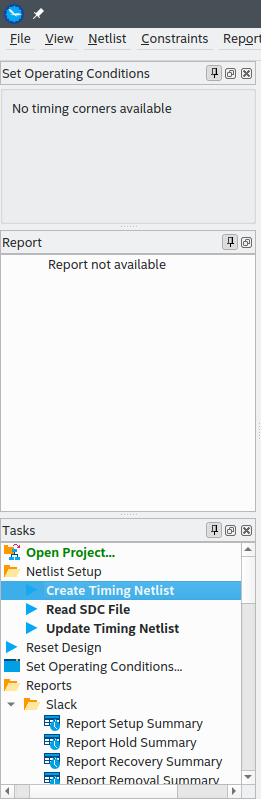 File View Netlist Constraints Report
Set Operating Conditions
No timing corners available
Report
Report not available
Tasks
Open Project...
Netlist Setup
Create Timing Netlist
Read SDC File
Update Timing Netlist
Reset Design
Set Operating Conditions...
Reports
Slack
Report Setup Summary
Report Hold Summary
Report Recovery Summary
Report Removal Summary